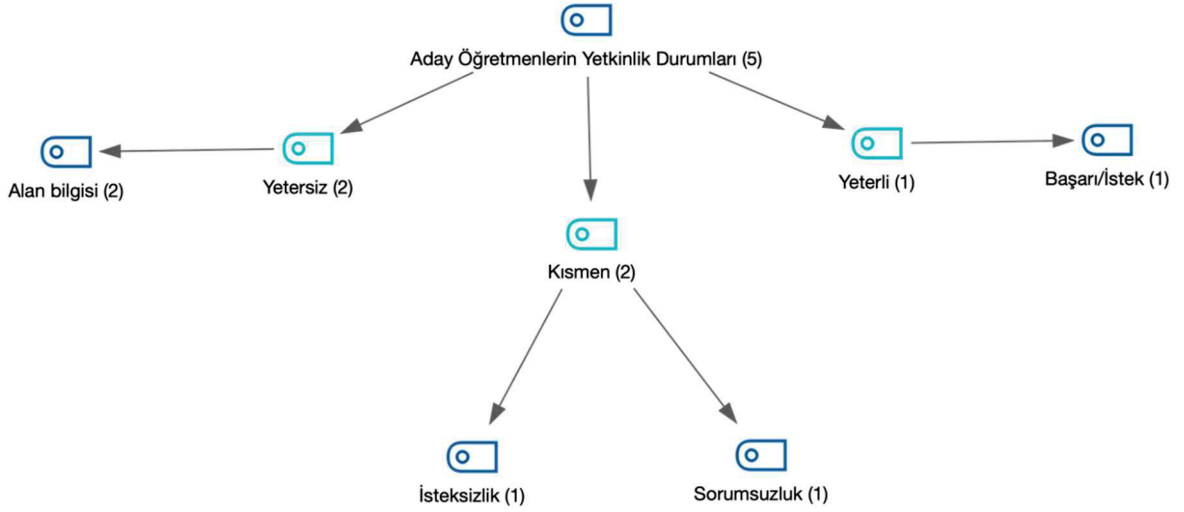 Aday Öğretmenlerin Yetkinlik Durumları (5)
Alan bilgisi (2)
Yetersiz (2)
Yeterli (1)
Başarı/İstek (1)
Kısmen (2)
İsteksizlik (1)
Sorumsuzluk (1)